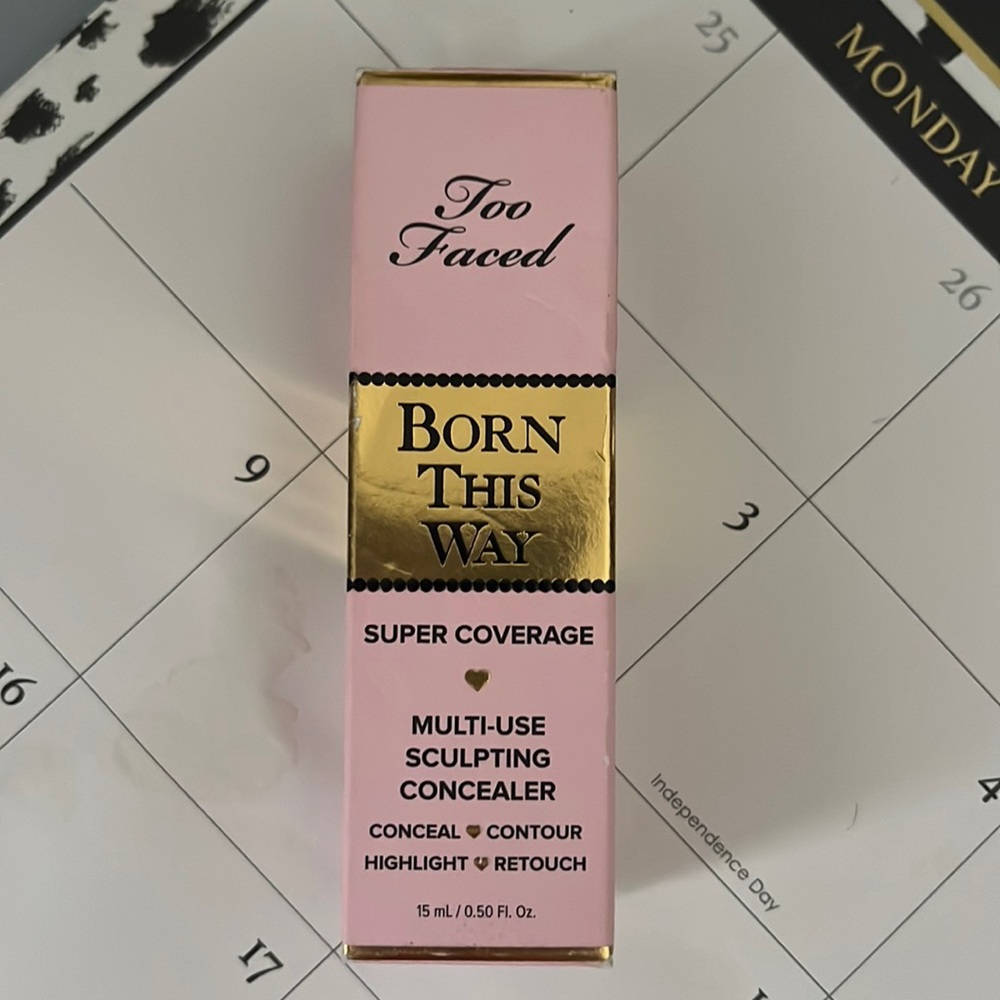 Too
Faced
BORN
THIS
WAY
SUPER COVERAGE
MULTI-USE
SCULPTING
CONCEALER
CONCEAL CONTOUR
HIGHLIGHT RETOUCH
15 mL / 0.50 Fl. Oz.
MONDAY
25
26
9
3
16
4
Independence Day
17